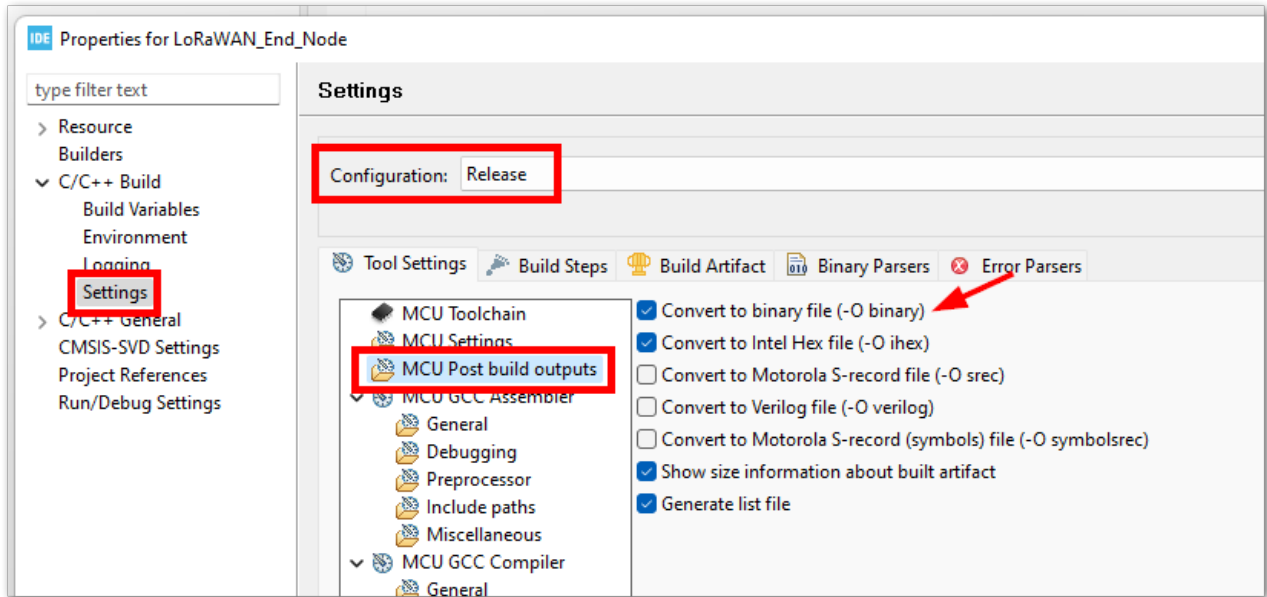 IDE Properties for LoRaWAN_End_Node
type filter text
Resource
Builders
C/C++ Build
Build Variables
Environment
Logging
Settings
C/C++ General
CMSIS-SVD Settings
Project References
Run/Debug Settings
Settings
Configuration: Release
Tool Settings Build Steps Build Artifact 010 Binary Parsers Error Parsers
MCU Toolchain
MCU Settings
MCU Post build outputs
MCU GCC Assembler
General
Debugging
Preprocessor
Include paths
Miscellaneous
MCU GCC Compiler
General
Convert to binary file (-O binary)
Convert to Intel Hex file (-O ihex)
Convert to Motorola S-record file (-O srec)
Convert to Verilog file (-O verilog)
Convert to Motorola S-record (symbols) file (-O symbolsrec)
Show size information about built artifact
Generate list file